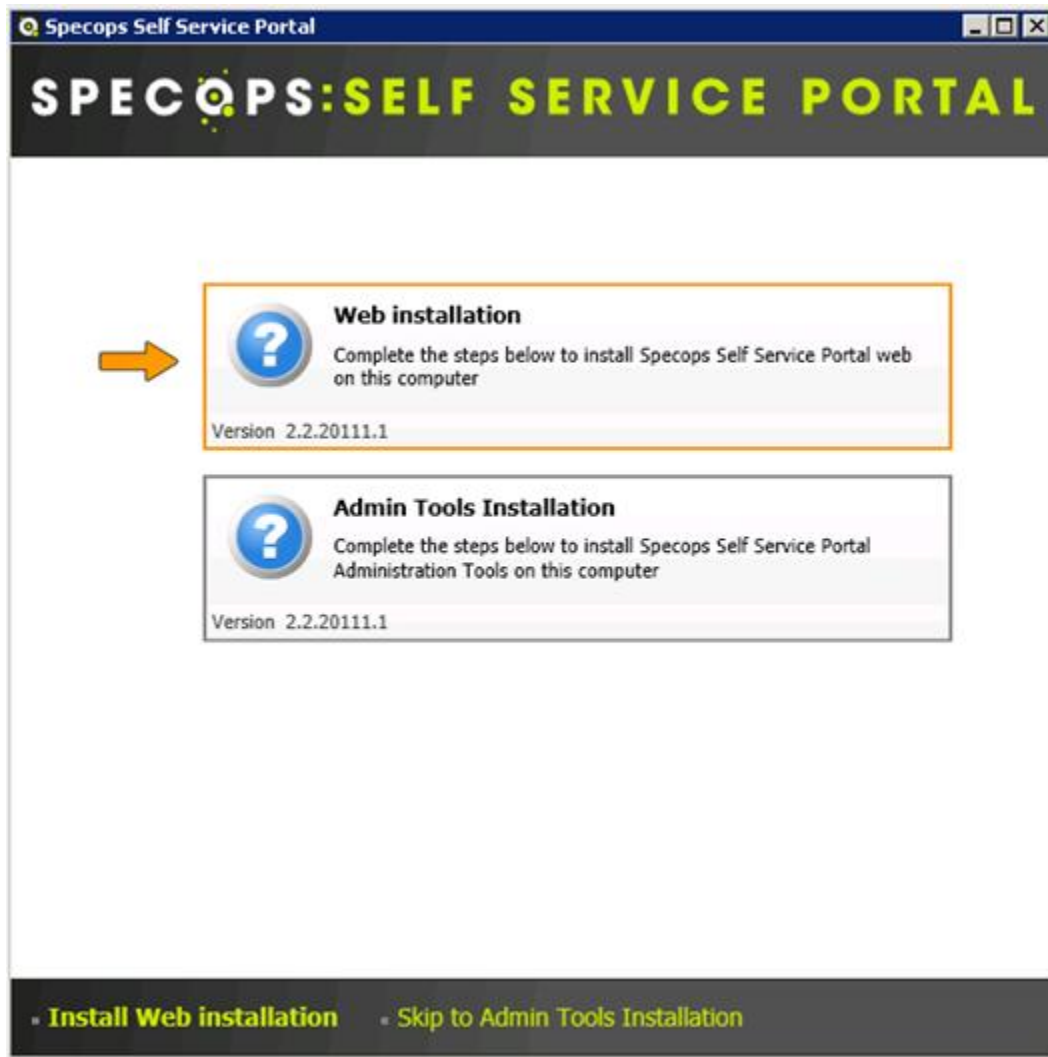 Specops Self Service Portal
SPECOPS:SELF SERVICE PORTAL
Web installation
Complete the steps below to install Specops Self Service Portal web
on this computer
Version 2.2.20111.1
Admin Tools Installation
Complete the steps below to install Specops Self Service Portal
Administration Tools on this computer
Version 2.2.20111.1
Install Web installation Skip to Admin Tools Installation